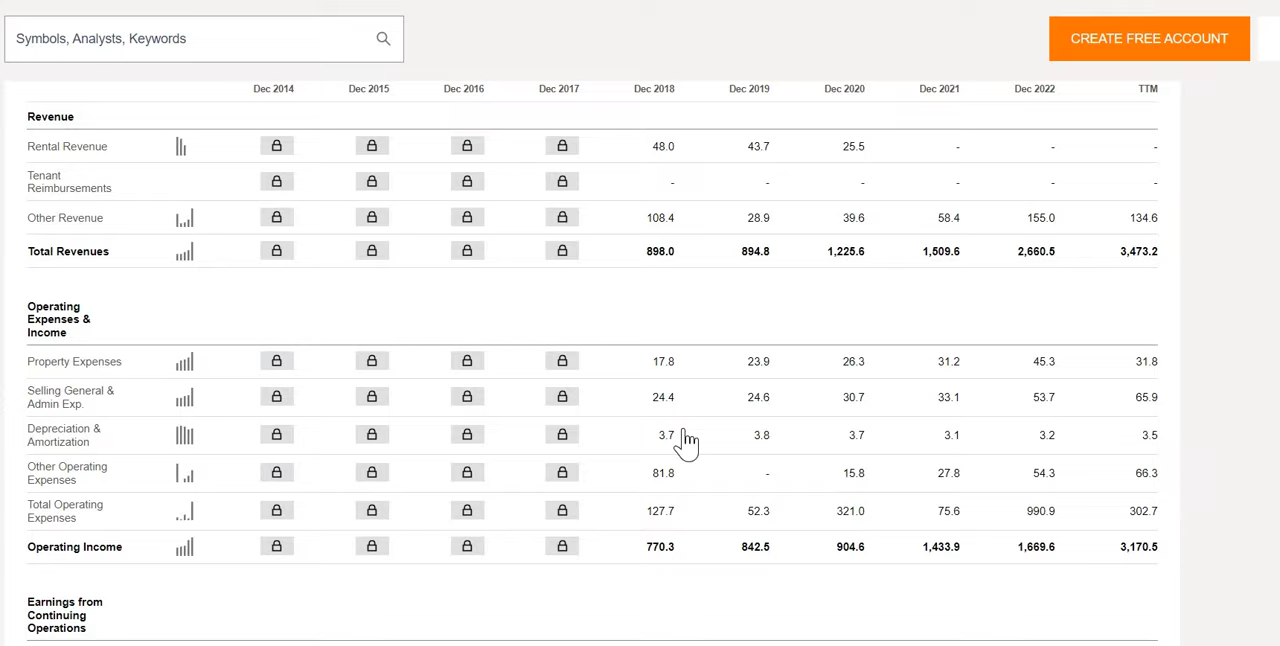 Symbols, Analysts, Keywords
CREATE FREE ACCOUNT
Dec 2014 Dec 2015 Dec 2016 Dec 2017 Dec 2018 Dec 2019 Dec 2020 Dec 2021 Dec 2022 TTM
Revenue
Rental Revenue 48.0 43.7 25.5 - - -
Tenant
Reimbursements - - - - - -
Other Revenue 108.4 28.9 39.6 58.4 155.0 134.6
Total Revenues 898.0 894.8 1,225.6 1,509.6 2,660.5 3,473.2
Operating
Expenses &
Income
Property Expenses 17.8 23.9 26.3 31.2 45.3 31.8
Selling General &
Admin Exp. 24.4 24.6 30.7 33.1 53.7 65.9
Depreciation &
Amortization 3.7 3.8 3.7 3.1 3.2 3.5
Other Operating
Expenses 81.8 - 15.8 27.8 54.3 66.3
Total Operating
Expenses 127.7 52.3 321.0 75.6 990.9 302.7
Operating Income 770.3 842.5 904.6 1,433.9 1,669.6 3,170.5
Earnings from
Continuing
Operations